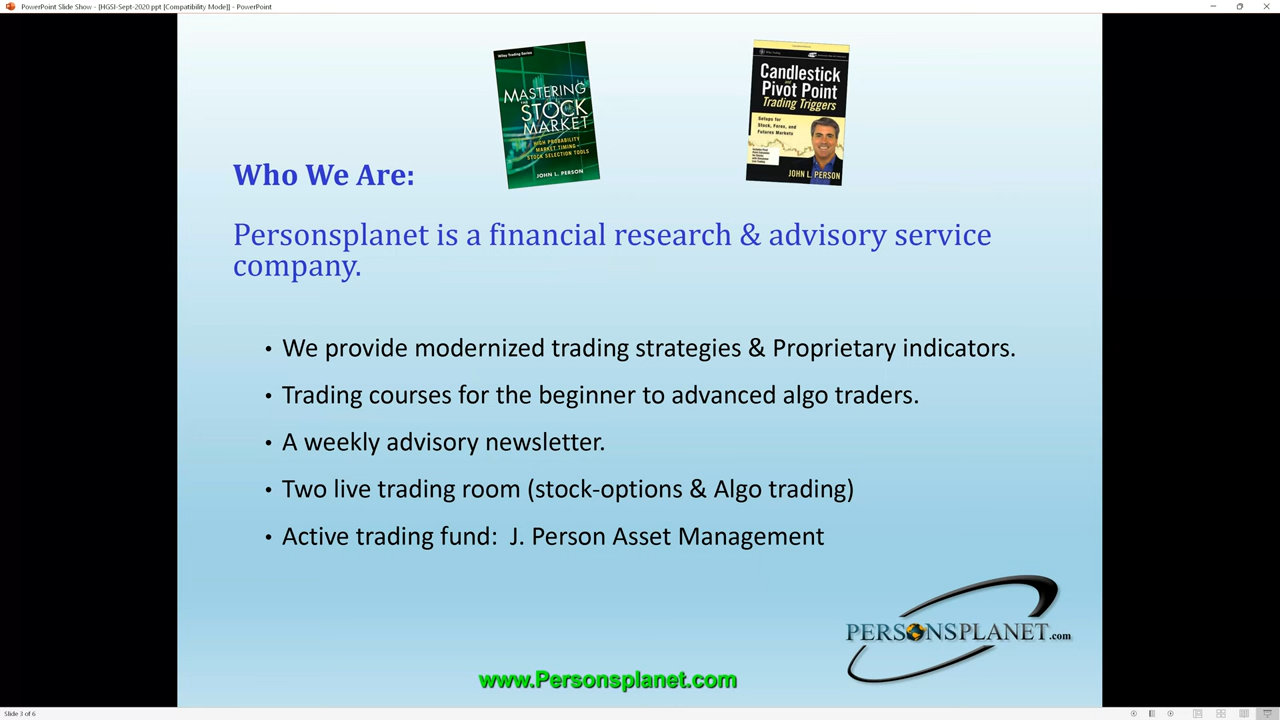 PowerPoint Slide Show - [HGSI-Sept-2020 ppt [Compatibility Mode]] - PowerPoint
Wiley Trading Series
MASTERING
THE STOCK
MARKET
HIGH PROBABILITY
MARKET TIMING &
STOCK SELECTION TOOLS
JOHN L. PERSON
Candlestick
and
Pivot Point
Trading Triggers
Setups for
Stock, Forex, and
Futures Markets
JOHN L. PERSON
Who We Are:
Personsplanet is a financial research & advisory service
company.
• We provide modernized trading strategies & Proprietary indicators.
• Trading courses for the beginner to advanced algo traders.
• A weekly advisory newsletter.
• Two live trading room (stock-options & Algo trading)
• Active trading fund:  J. Person Asset Management
PERSONSPLANET.com
www.Personsplanet.com
Slide 3 of 6